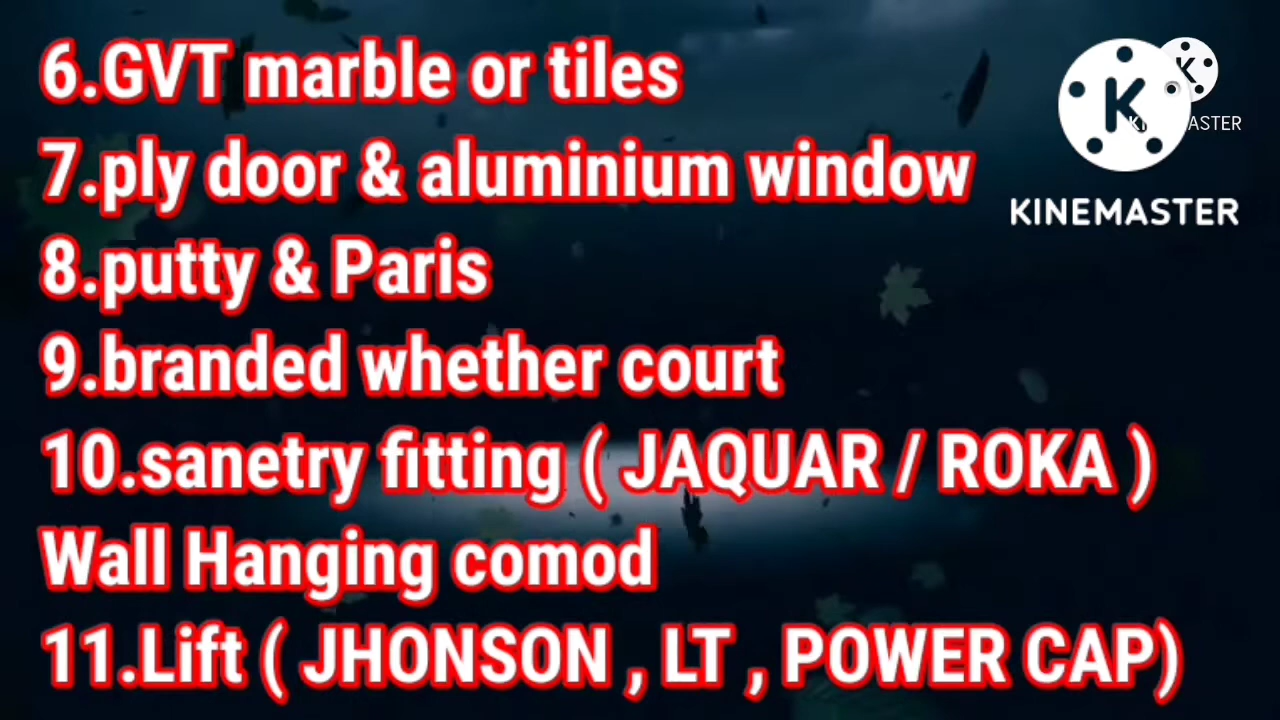 6.GVT marble or tiles
7.ply door & aluminium window
8.putty & Paris
9.branded whether court
10.sanetry fitting ( JAQUAR / ROKA )
Wall Hanging comod
11.Lift ( JHONSON , LT , POWER CAP)
K
KINEMASTER
K
ASTER